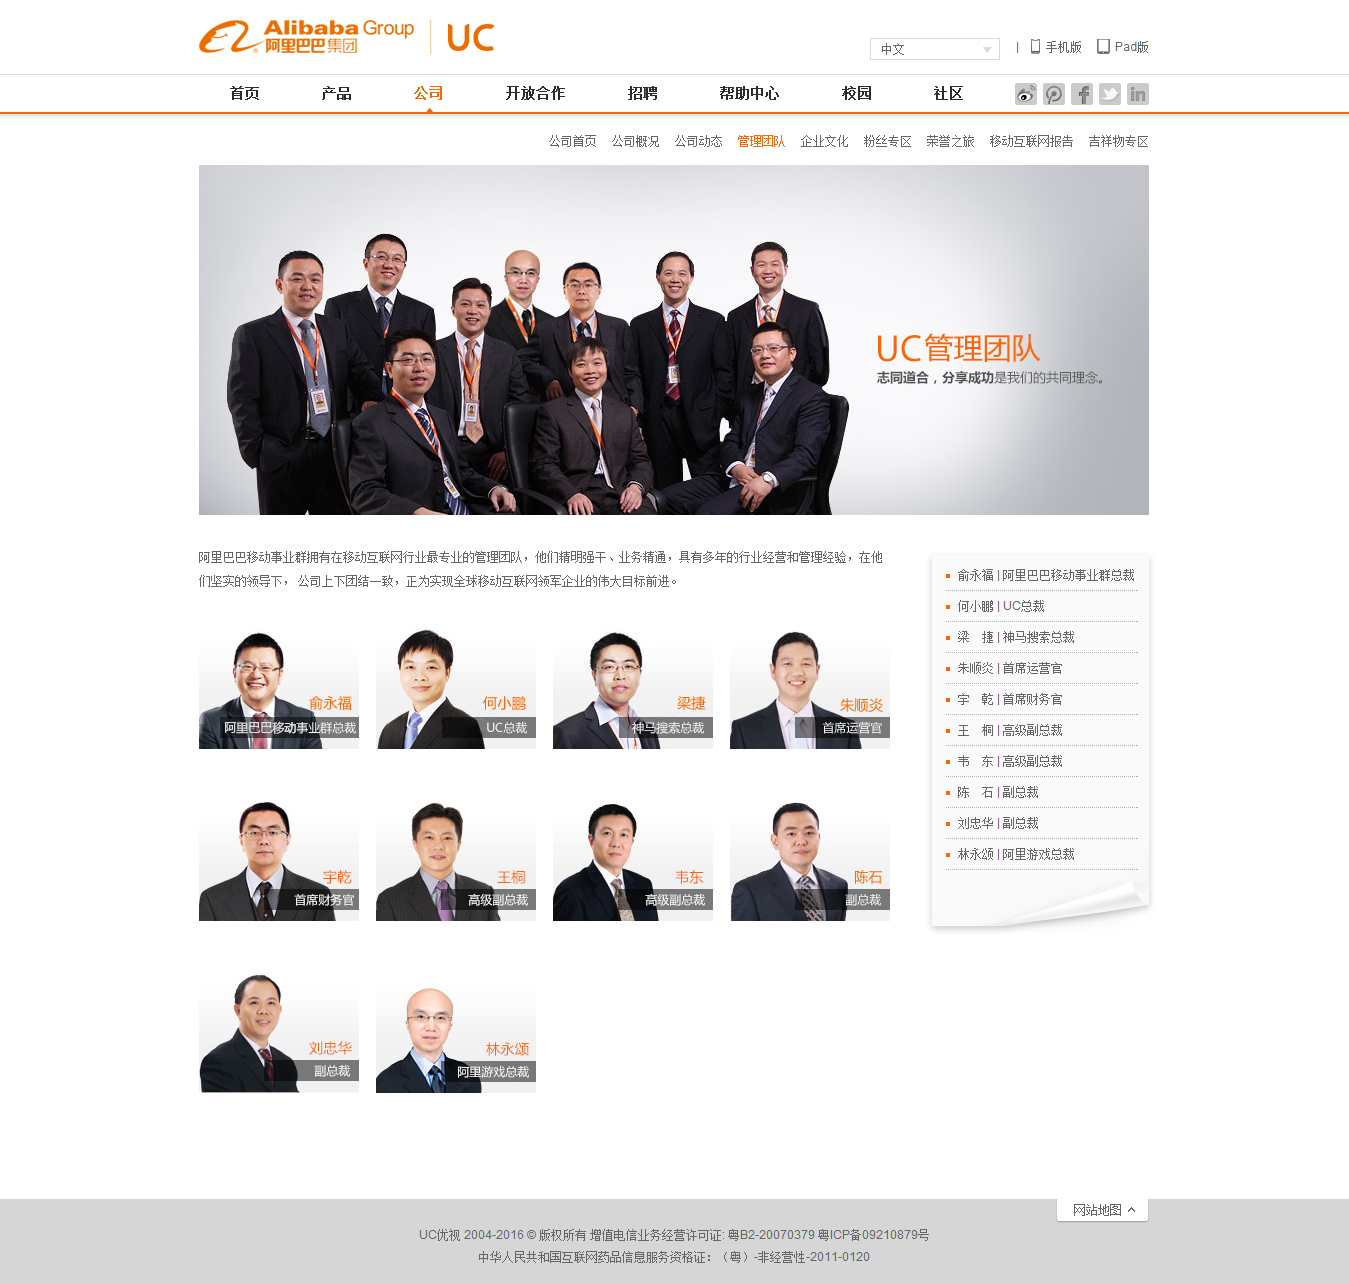 Alibaba Group
阿里巴巴集团
UC
中文
手机版 Pad版
首页 产品 公司 开放合作 招聘 帮助中心 校园 社区
公司首页 公司概况 公司动态 管理团队 企业文化 粉丝专区 荣誉之旅 移动互联网报告 吉祥物专区
UC管理团队
志同道合，分享成功是我们的共同理念。
阿里巴巴移动事业群拥有在移动互联网行业最专业的管理团队，他们精明强干、业务精通，具有多年的行业经营和管理经验，在他
们坚实的领导下， 公司上下团结一致，正为实现全球移动互联网领军企业的伟大目标前进。
俞永福
阿里巴巴移动事业群总裁
何小鹏
UC总裁
梁捷
神马搜索总裁
朱顺炎
首席运营官
宇乾
首席财务官
王桐
高级副总裁
韦东
高级副总裁
陈石
副总裁
刘忠华
副总裁
林永颂
阿里游戏总裁
俞永福 | 阿里巴巴移动事业群总裁
何小鹏 | UC总裁
梁　捷 | 神马搜索总裁
朱顺炎 | 首席运营官
宇　乾 | 首席财务官
王　桐 | 高级副总裁
韦　东 | 高级副总裁
陈　石 | 副总裁
刘忠华 | 副总裁
林永颂 | 阿里游戏总裁
网站地图
UC优视 2004-2016 © 版权所有 增值电信业务经营许可证: 粤B2-20070379 粤ICP备09210879号
中华人民共和国互联网药品信息服务资格证：（粤）-非经营性-2011-0120